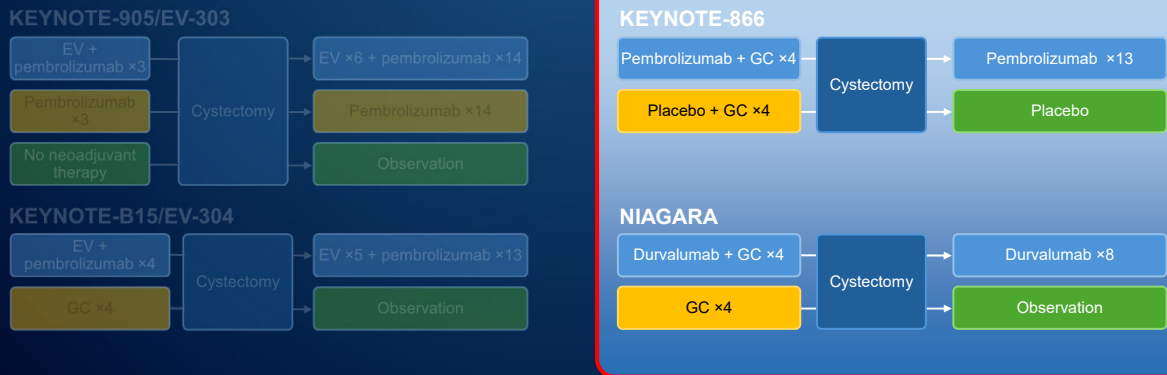 KEYNOTE-905/EV-303
EV +
pembrolizumab ×3
Cystectomy
EV ×6 + pembrolizumab ×14
Pembrolizumab
×3
Pembrolizumab ×14
No neoadjuvant
therapy
Observation
KEYNOTE-B15/EV-304
EV +
pembrolizumab ×4
Cystectomy
EV ×5 + pembrolizumab ×13
GC ×4
Observation
KEYNOTE-866
Pembrolizumab + GC ×4
Cystectomy
Pembrolizumab ×13
Placebo + GC ×4
Placebo
NIAGARA
Durvalumab + GC ×4
Cystectomy
Durvalumab ×8
GC ×4
Observation